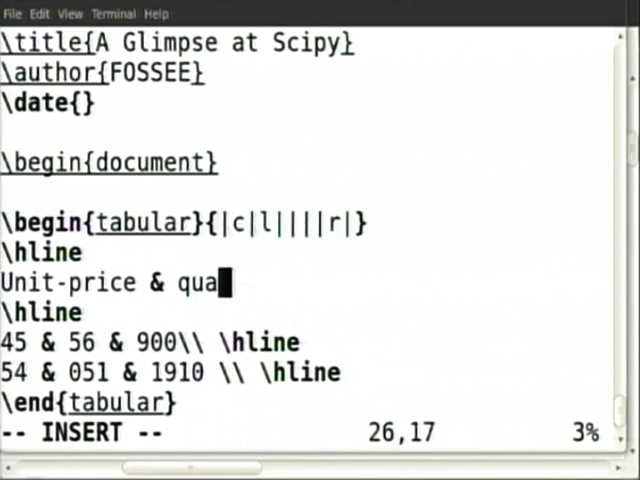 File Edit View Terminal Help
\title{A Glimpse at Scipy}
\author{FOSSEE}
\date{}
\begin{document}
\begin{tabular}{|c|l||||r|}
\hline
Unit-price & qua
\hline
45 & 56 & 900\\ \hline
54 & 051 & 1910 \\ \hline
\end{tabular}
-- INSERT -- 26,17 3%